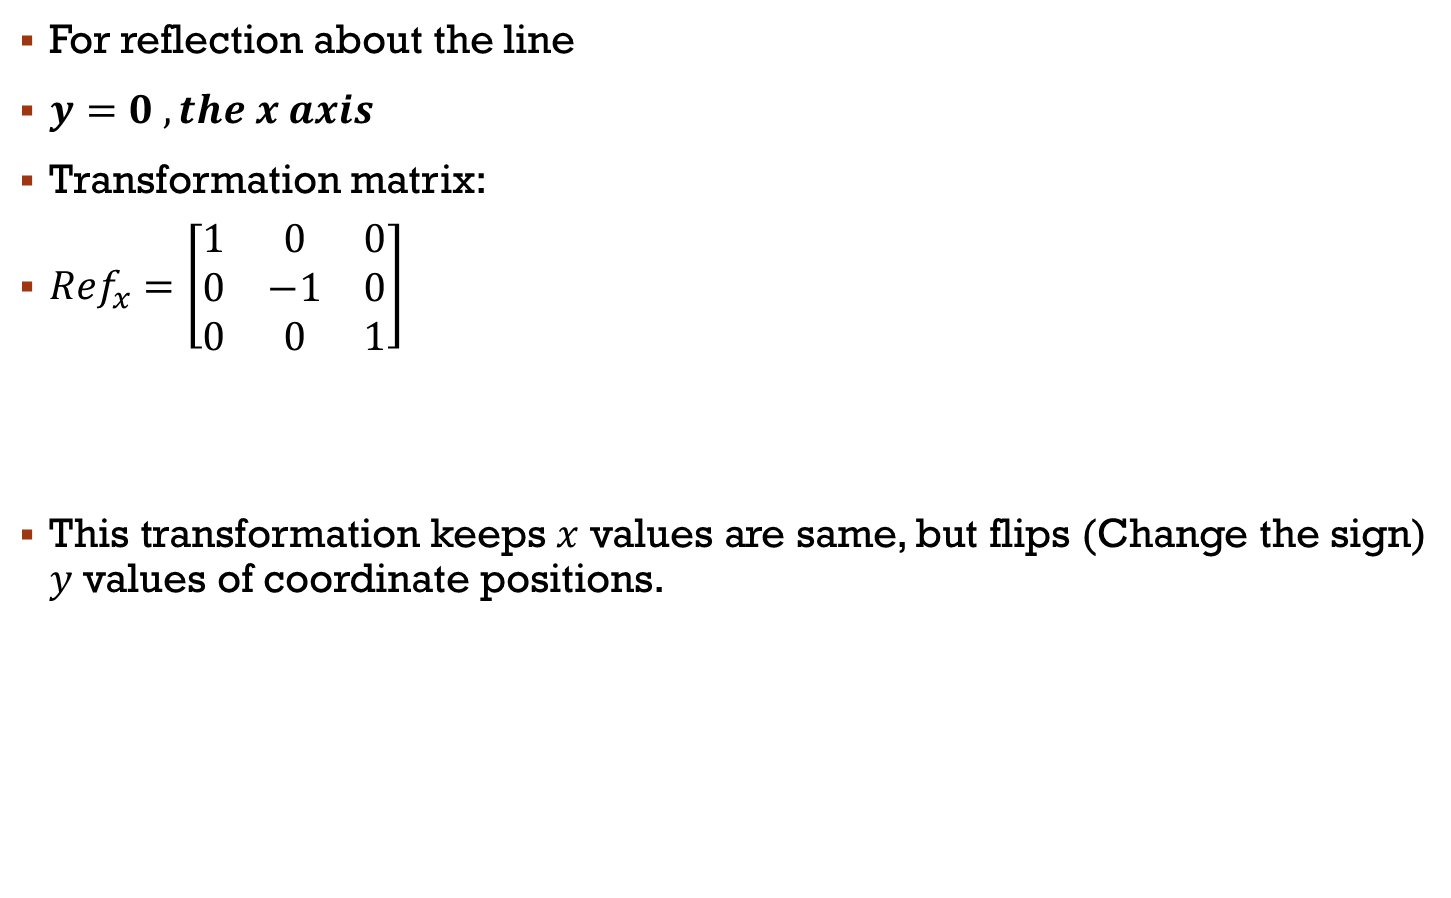 ▪ For reflection about the line
▪ y = 0 , the x axis
▪ Transformation matrix:
▪ Ref_x = [1 0 0
0 −1 0
0 0 1]
▪ This transformation keeps x values are same, but flips (Change the sign)
y values of coordinate positions.